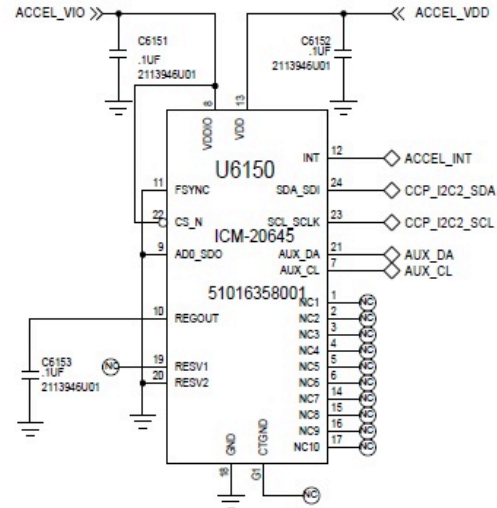 ACCEL_VIO
ACCEL_VDD
C6151
.1UF
2113946U01
C6152
.1UF
2113946U01
8
13
VDDIO
VDD
U6150
INT
12
ACCEL_INT
11
FSYNC
SDA_SDI
24
CCP_I2C2_SDA
22
CS_N
SCL_SCLK
23
CCP_I2C2_SCL
ICM-20645
9
AD0_SDO
AUX_DA
21
AUX_DA
AUX_CL
7
AUX_CL
51016358001
10
REGOUT
NC1
1
NC
NC2
2
NC
NC3
3
NC
NC4
4
NC
C6153
.1UF
2113946U01
NC
19
RESV1
NC5
5
NC
20
RESV2
NC6
6
NC
NC7
14
NC
NC8
15
NC
NC9
16
NC
NC10
17
NC
GND
CTGND
18
G1
NC